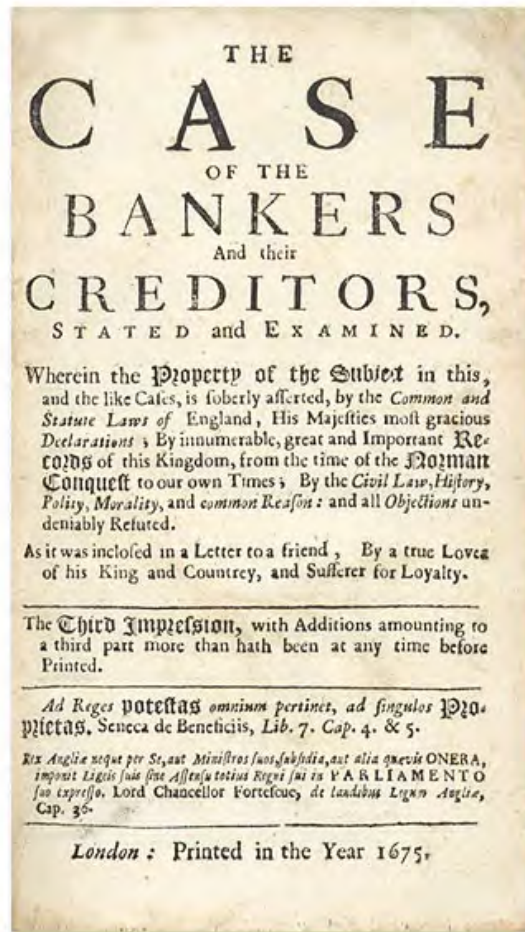 THE
CASE
OF THE
BANKERS
And their
CREDITORS,
STATED and EXAMINED.
Wherein the Property of the Subject in this,
and the like Cases, is soberly asserted, by the Common and
Statute Laws of England, His Majesties most gracious
Declarations; By innumerable, great and Important Re-
cords of this Kingdom, from the time of the Norman
Conquest to our own Times; By the Civil Law, History,
Polity, Morality, and common Reason: and all Objections un-
deniably Refuted.
As it was inclosed in a Letter to a friend, By a true Lover
of his King and Countrey, and Sufferer for Loyalty.
The Third Impression, with Additions amounting to
a third part more than hath been at any time before
Printed.
Ad Reges potestas omnium pertinet, ad singulos Pro-
prietas. Seneca de Beneficiis, Lib. 7. Cap. 4. & 5.
Rex Angliæ neque per Se, aut Ministros suos, subsidia, aut alia quævis ONERA,
imponit Ligeis suis sine Assensu totius Regni sui in PARLIAMENTO
suo expresso. Lord Chancellor Fortescue, de laudibus Legum Angliæ,
Cap. 36.
London: Printed in the Year 1675.